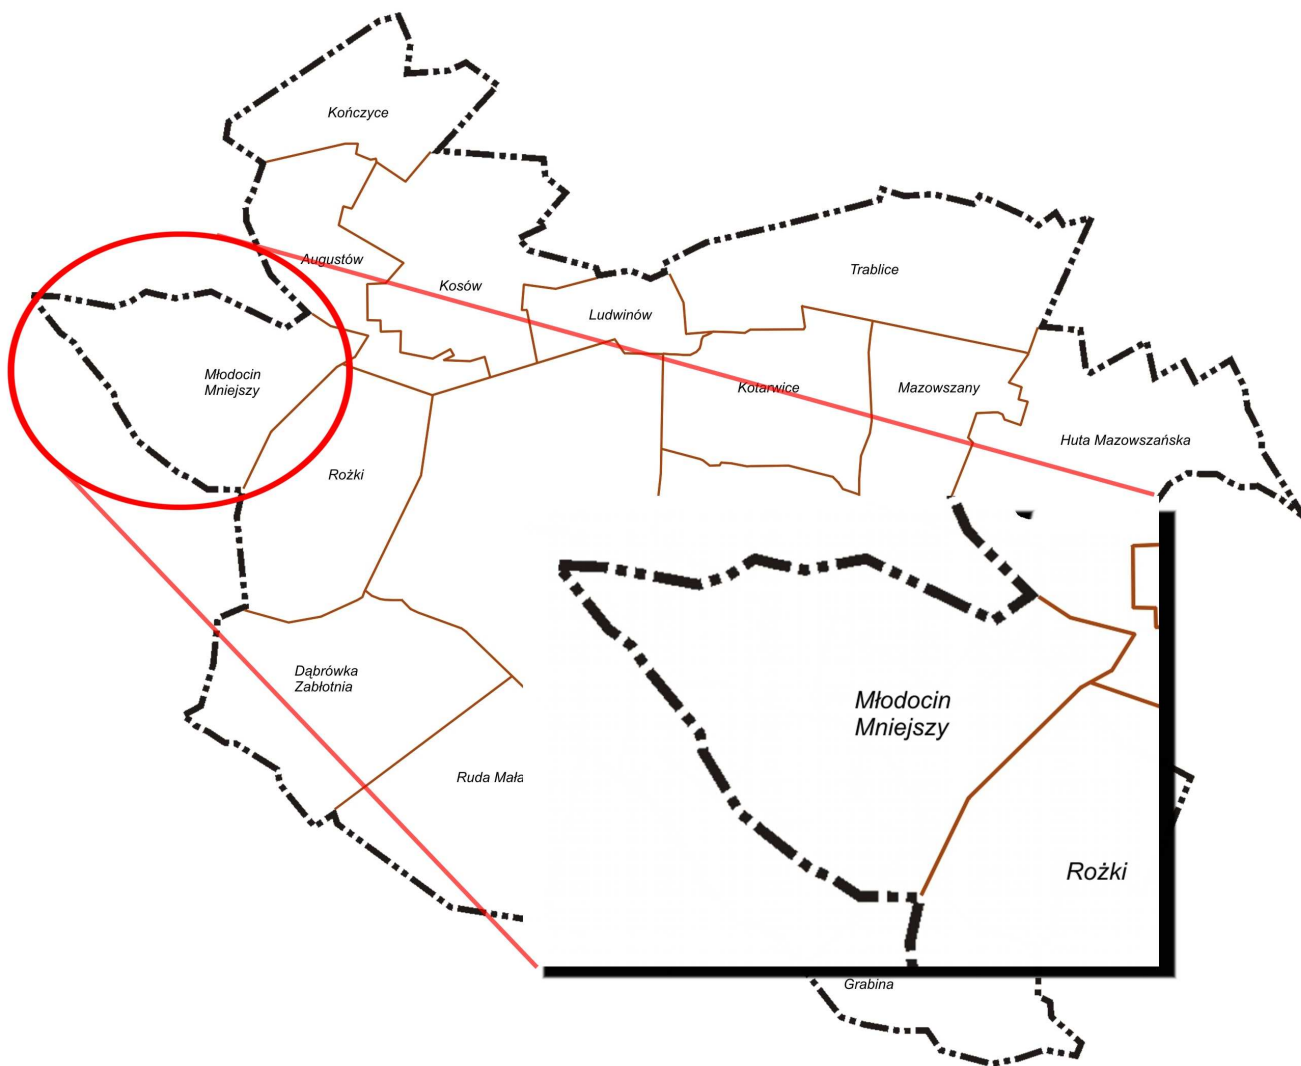 Kończyce
Augustów
Kosów
Trablice
Ludwinów
Młodocin
Mniejszy
Kotarwice
Mazowszany
Huta Mazowszańska
Rożki
Dąbrówka
Zabłotnia
Ruda Mała
Młodocin
Mniejszy
Rożki
Grabina